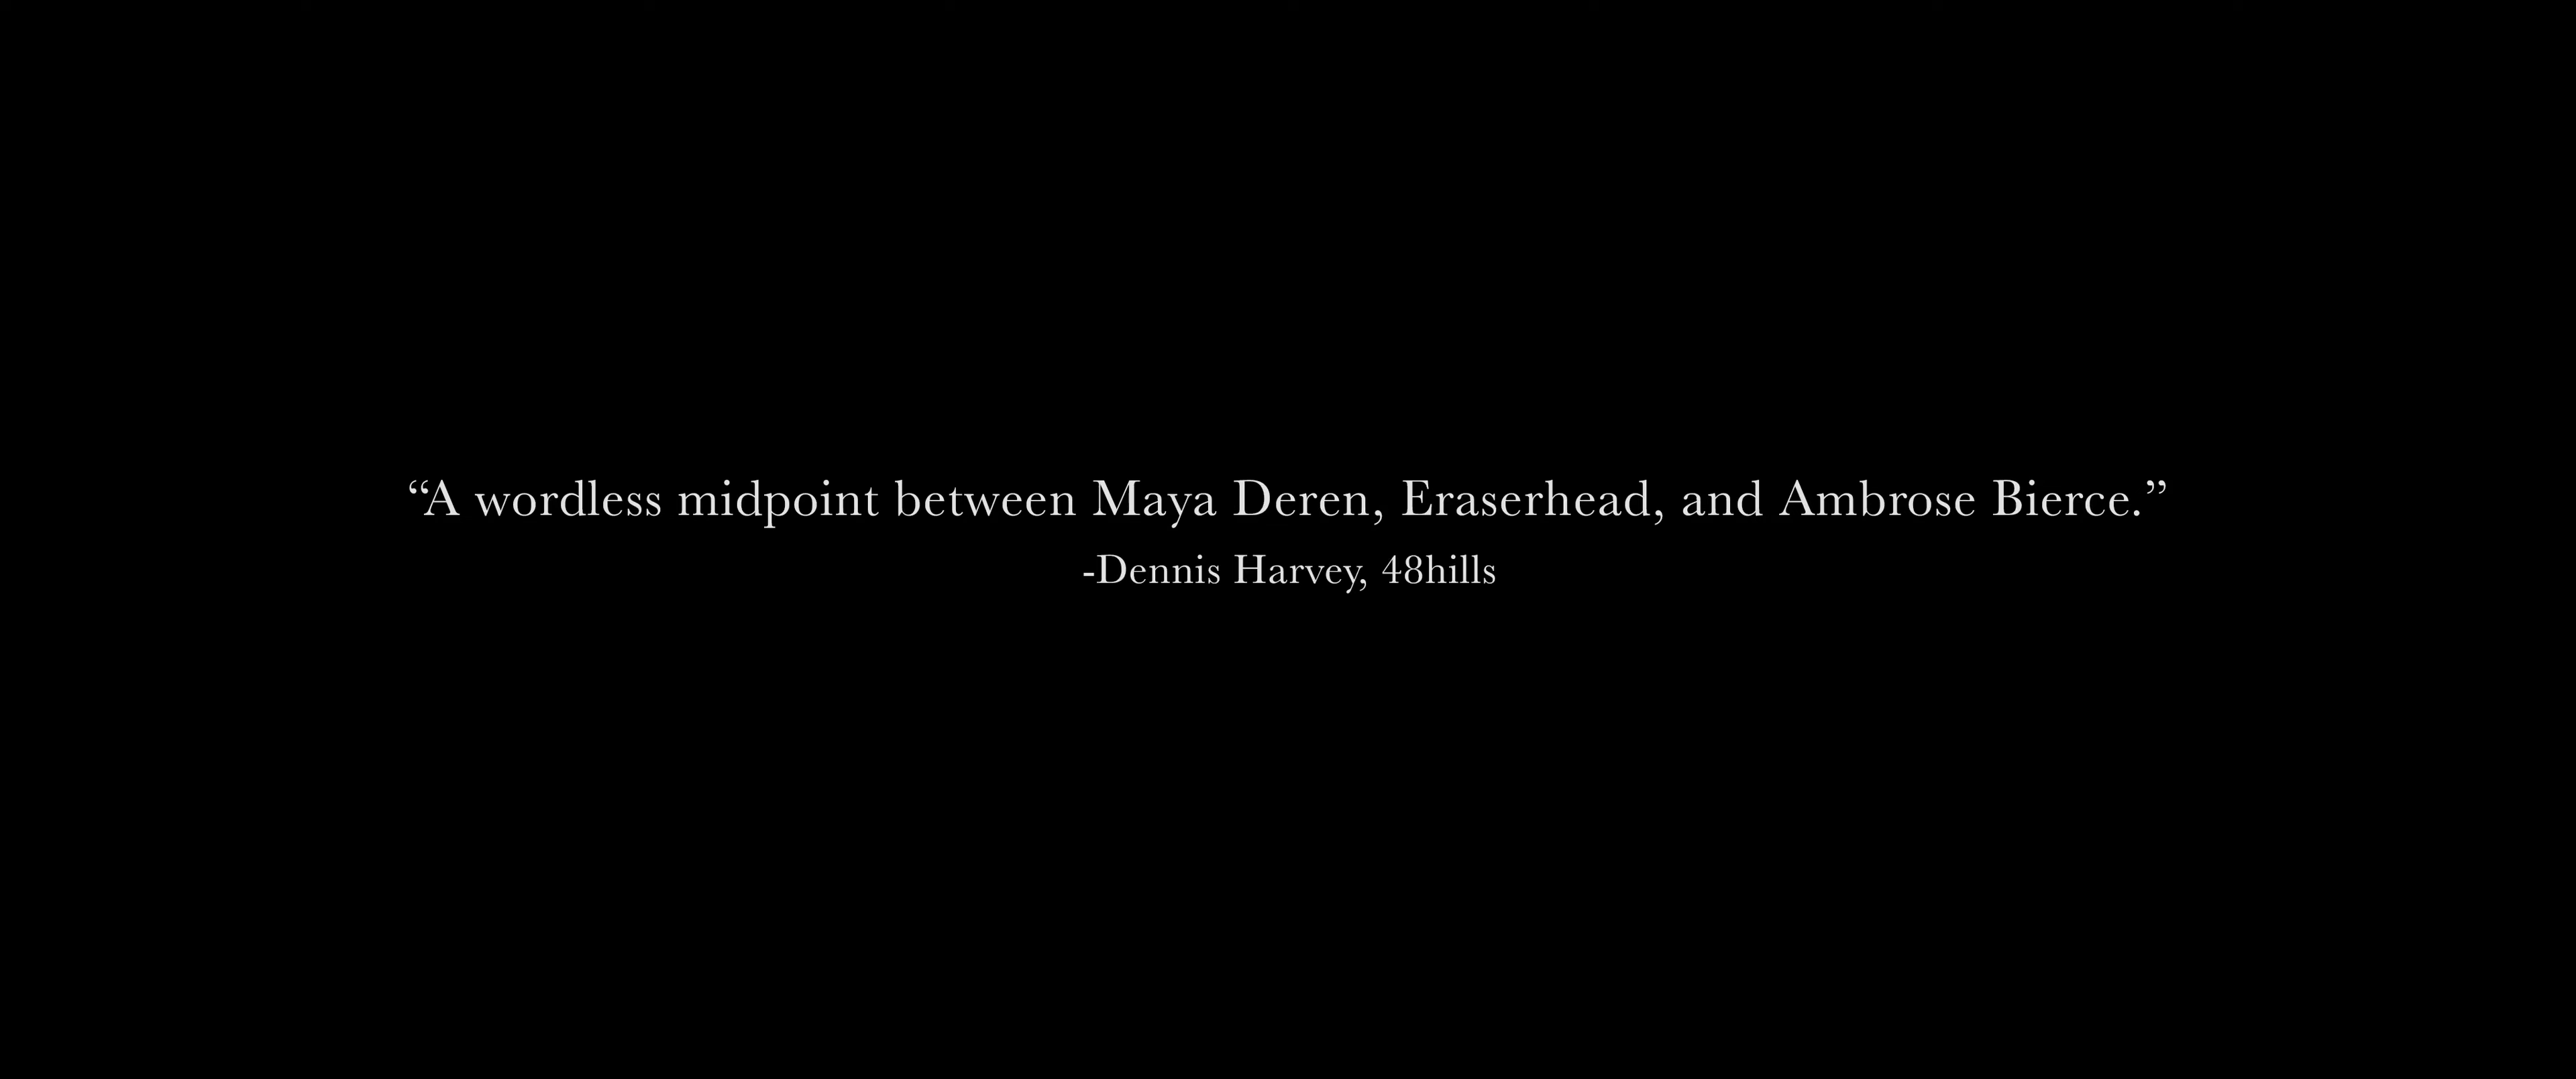 “A wordless midpoint between Maya Deren, Eraserhead, and Ambrose Bierce.”
-Dennis Harvey, 48hills